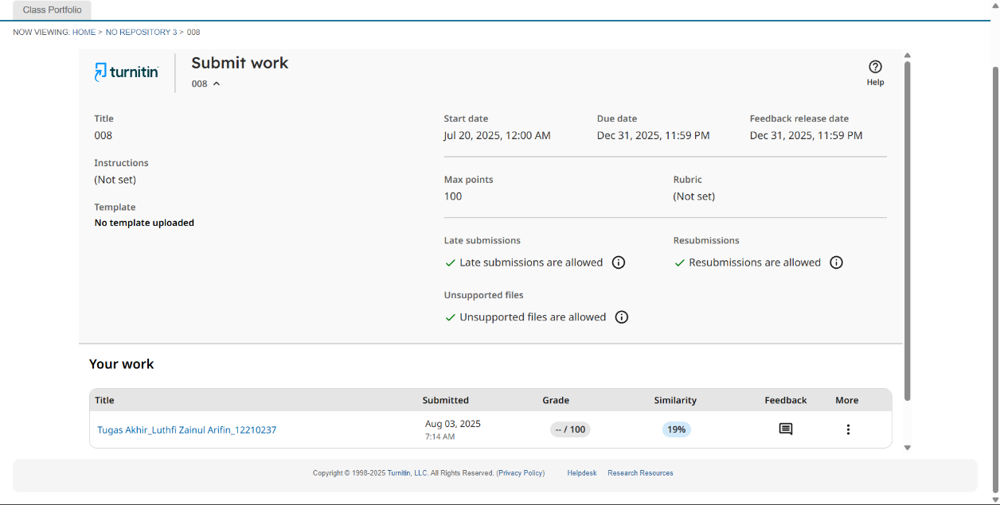 Class Portfolio
NOW VIEWING: HOME > NO REPOSITORY 3 > 008
turnitin
Submit work
008
Help
Title
008
Instructions
(Not set)
Template
No template uploaded
Start date
Jul 20, 2025, 12:00 AM
Due date
Dec 31, 2025, 11:59 PM
Feedback release date
Dec 31, 2025, 11:59 PM
Max points
100
Rubric
(Not set)
Late submissions
Late submissions are allowed
Resubmissions
Resubmissions are allowed
Unsupported files
Unsupported files are allowed
Your work
Title Submitted Grade Similarity Feedback More
Tugas Akhir_Luthfi Zainul Arifin_12210237 Aug 03, 2025 -- / 100 19%
7:14 AM
Copyright © 1998-2025 Turnitin, LLC. All Rights Reserved. (Privacy Policy) Helpdesk Research Resources